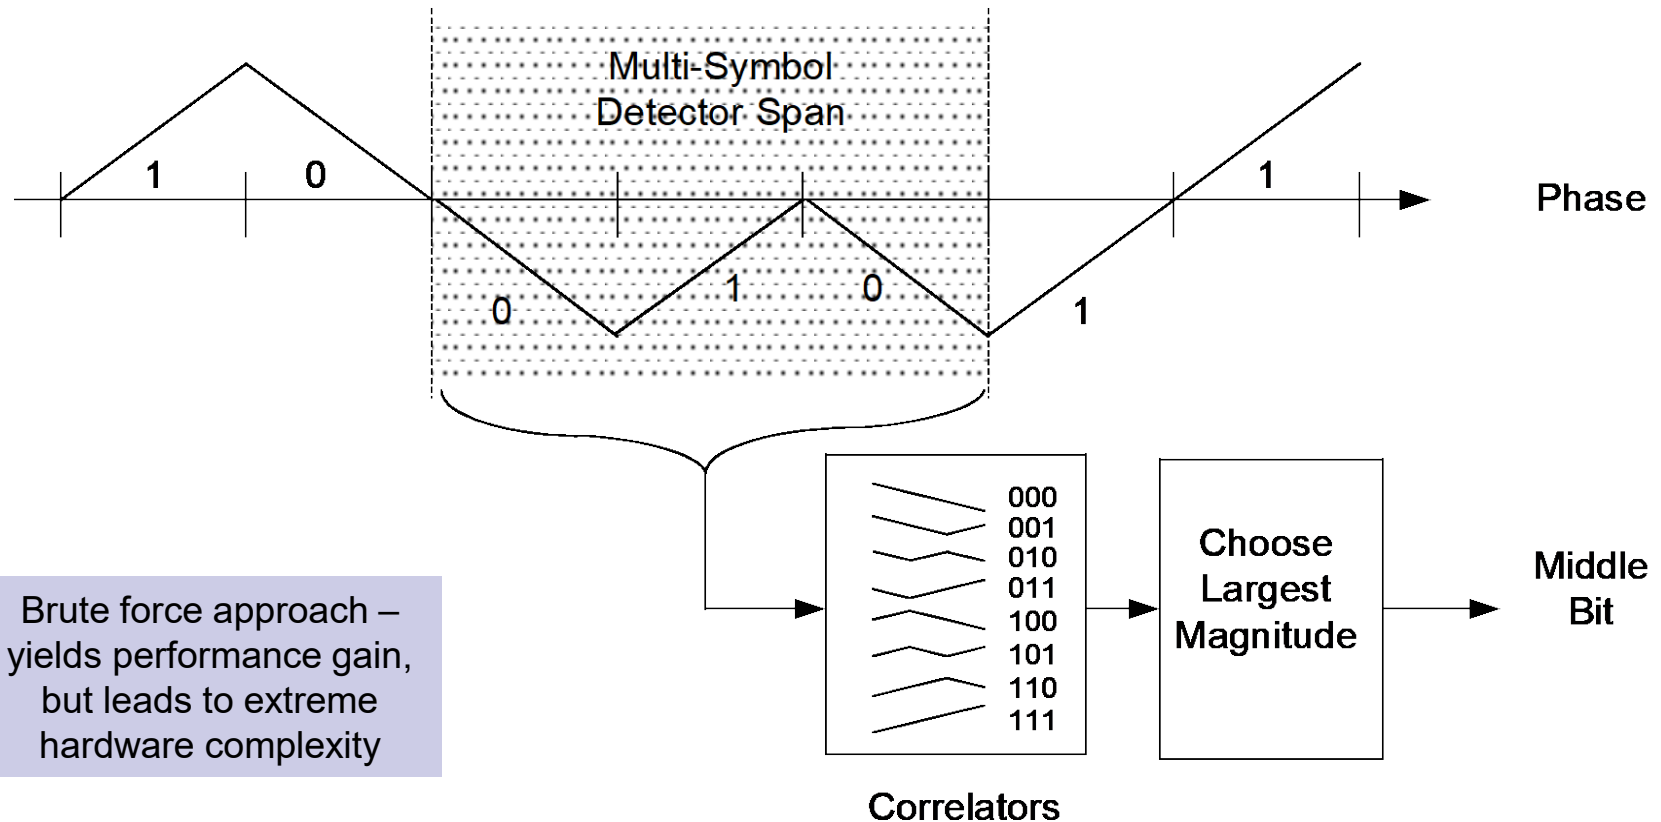 Multi-Symbol
Detector Span
1
0
1
Phase
0
1
0
1
000
001
010
011
100
101
110
111
Choose
Largest
Magnitude
Middle
Bit
Brute force approach –
yields performance gain,
but leads to extreme
hardware complexity
Correlators